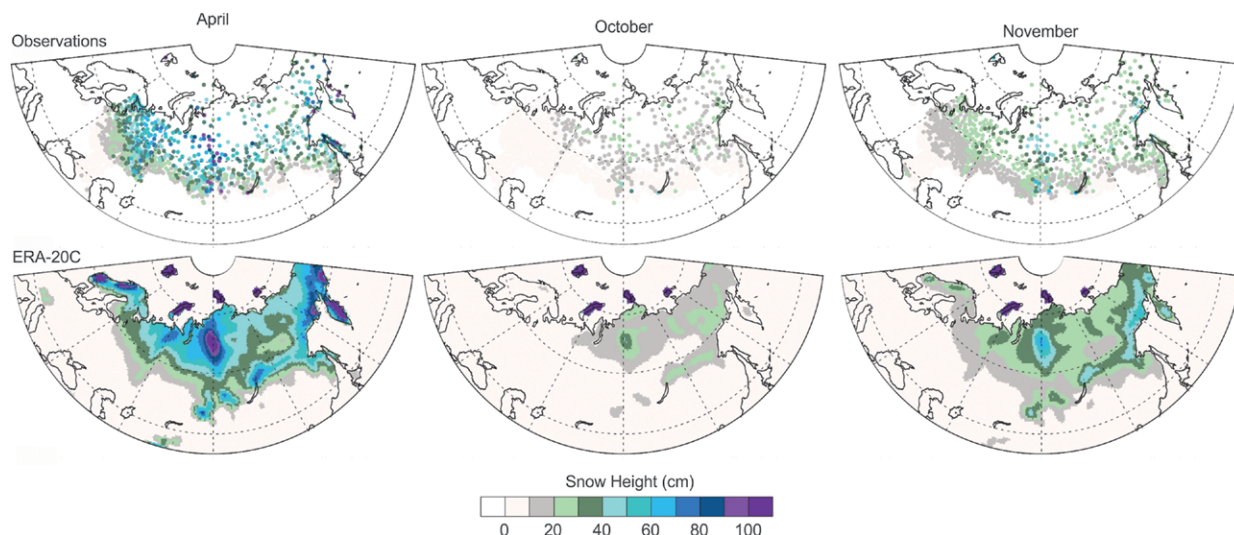 April
October
November
Observations
ERA-20C
Snow Height (cm)
0 20 40 60 80 100